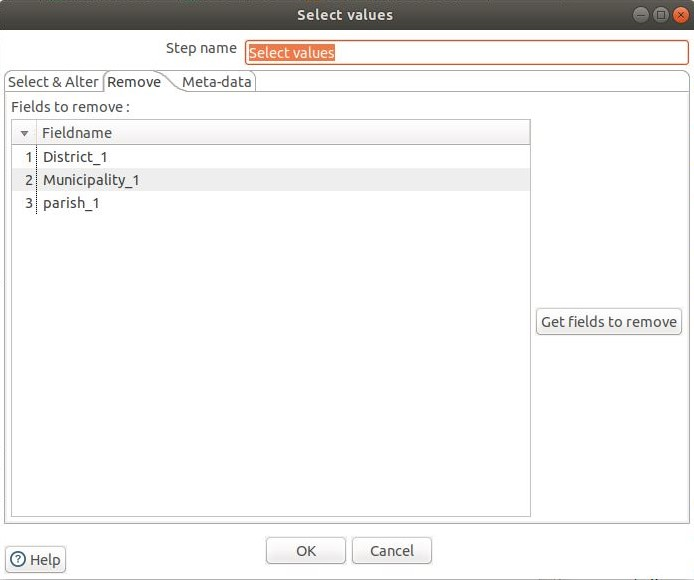 Select values
Step name Select values
Select & Alter Remove Meta-data
Fields to remove :
Fieldname
1 District_1
2 Municipality_1
3 parish_1
Get fields to remove
OK Cancel
Help